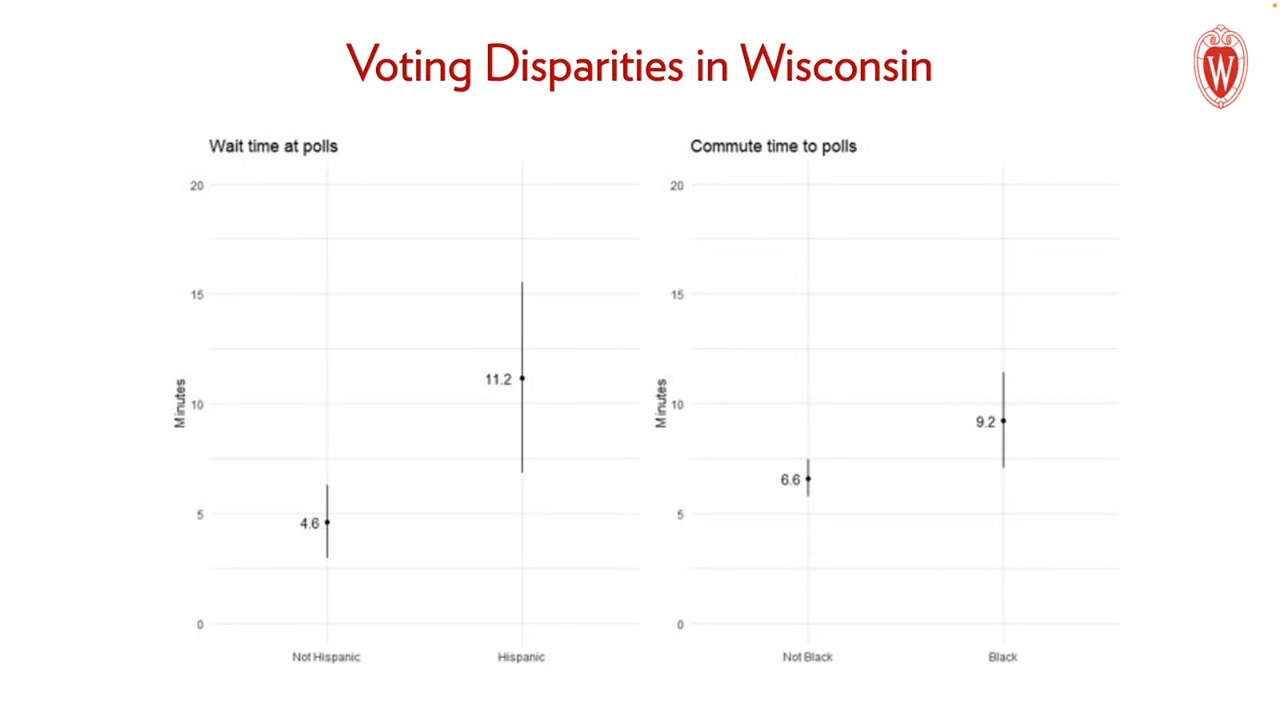 Voting Disparities in Wisconsin
W
Wait time at polls
20
15
10
5
0
Minutes
4.6
11.2
Not Hispanic
Hispanic
Commute time to polls
20
15
10
5
0
Minutes
6.6
9.2
Not Black
Black